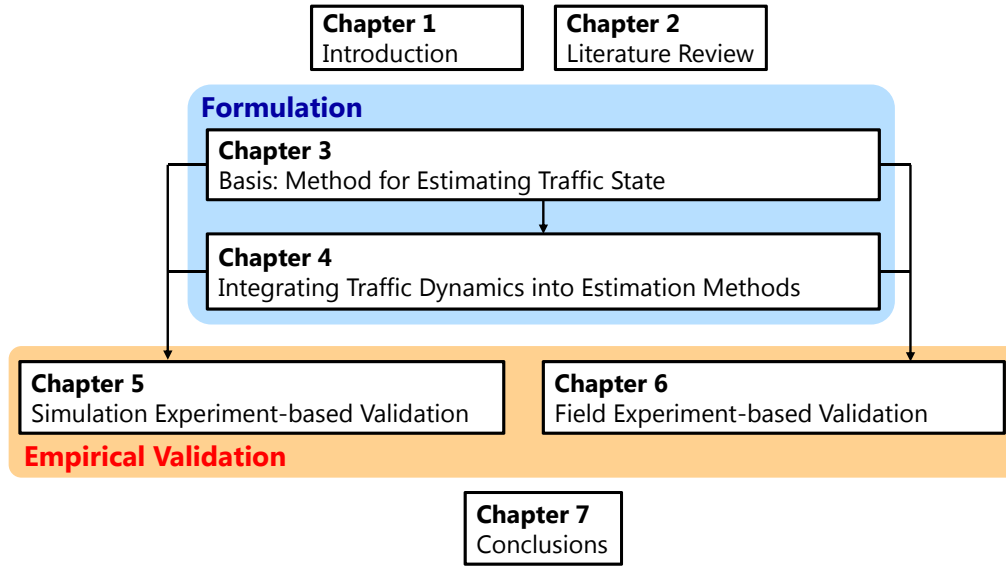 Chapter 1
Introduction
Chapter 2
Literature Review
Formulation
Chapter 3
Basis: Method for Estimating Traffic State
Chapter 4
Integrating Traffic Dynamics into Estimation Methods
Chapter 5
Simulation Experiment-based Validation
Chapter 6
Field Experiment-based Validation
Empirical Validation
Chapter 7
Conclusions